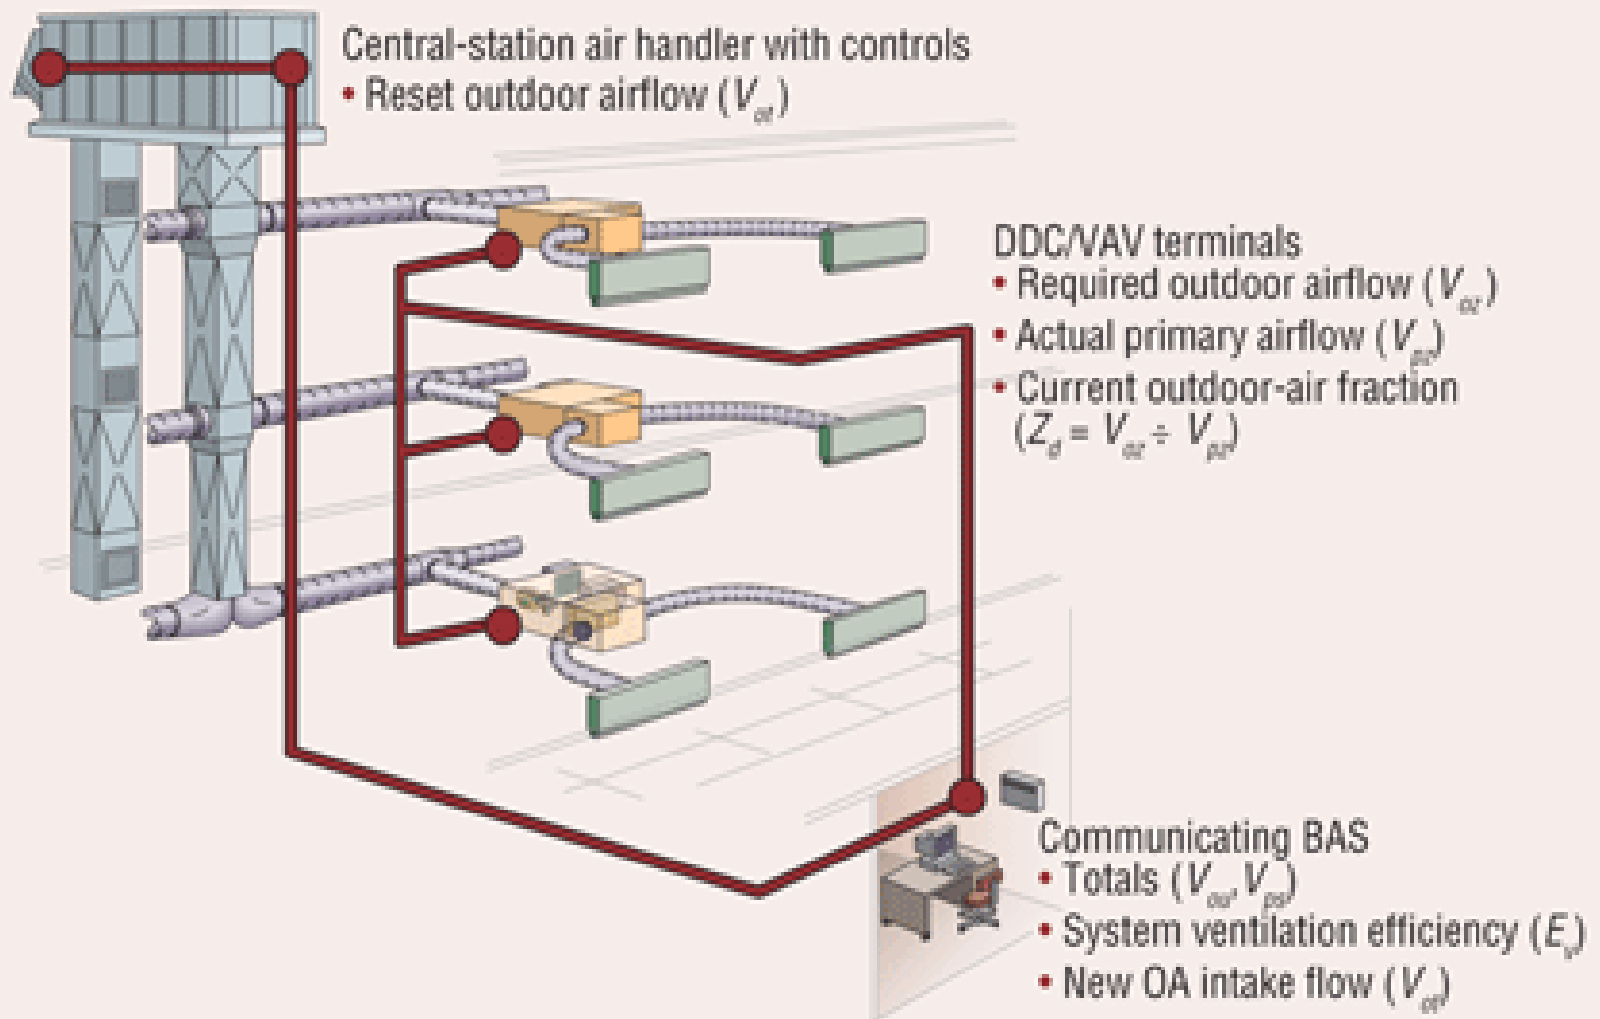 Central-station air handler with controls
• Reset outdoor airflow (Vot)
DDC/VAV terminals
• Required outdoor airflow (Voz)
• Actual primary airflow (Vpz)
• Current outdoor-air fraction
(Zd = Voz ÷ Vpz)
Communicating BAS
• Totals (Vou, Vps)
• System ventilation efficiency (Ev)
• New OA intake flow (Vot)